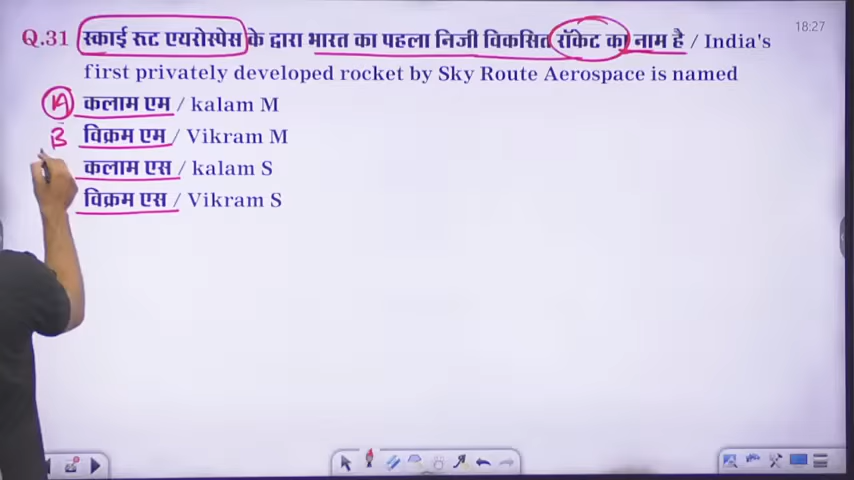 18:27
Q.31 स्काई रूट एयरोस्पेस के द्वारा भारत का पहला निजी विकसित रॉकेट का नाम है / India's
first privately developed rocket by Sky Route Aerospace is named
A कलाम एम / kalam M
B विक्रम एम / Vikram M
कलाम एस / kalam S
विक्रम एस / Vikram S